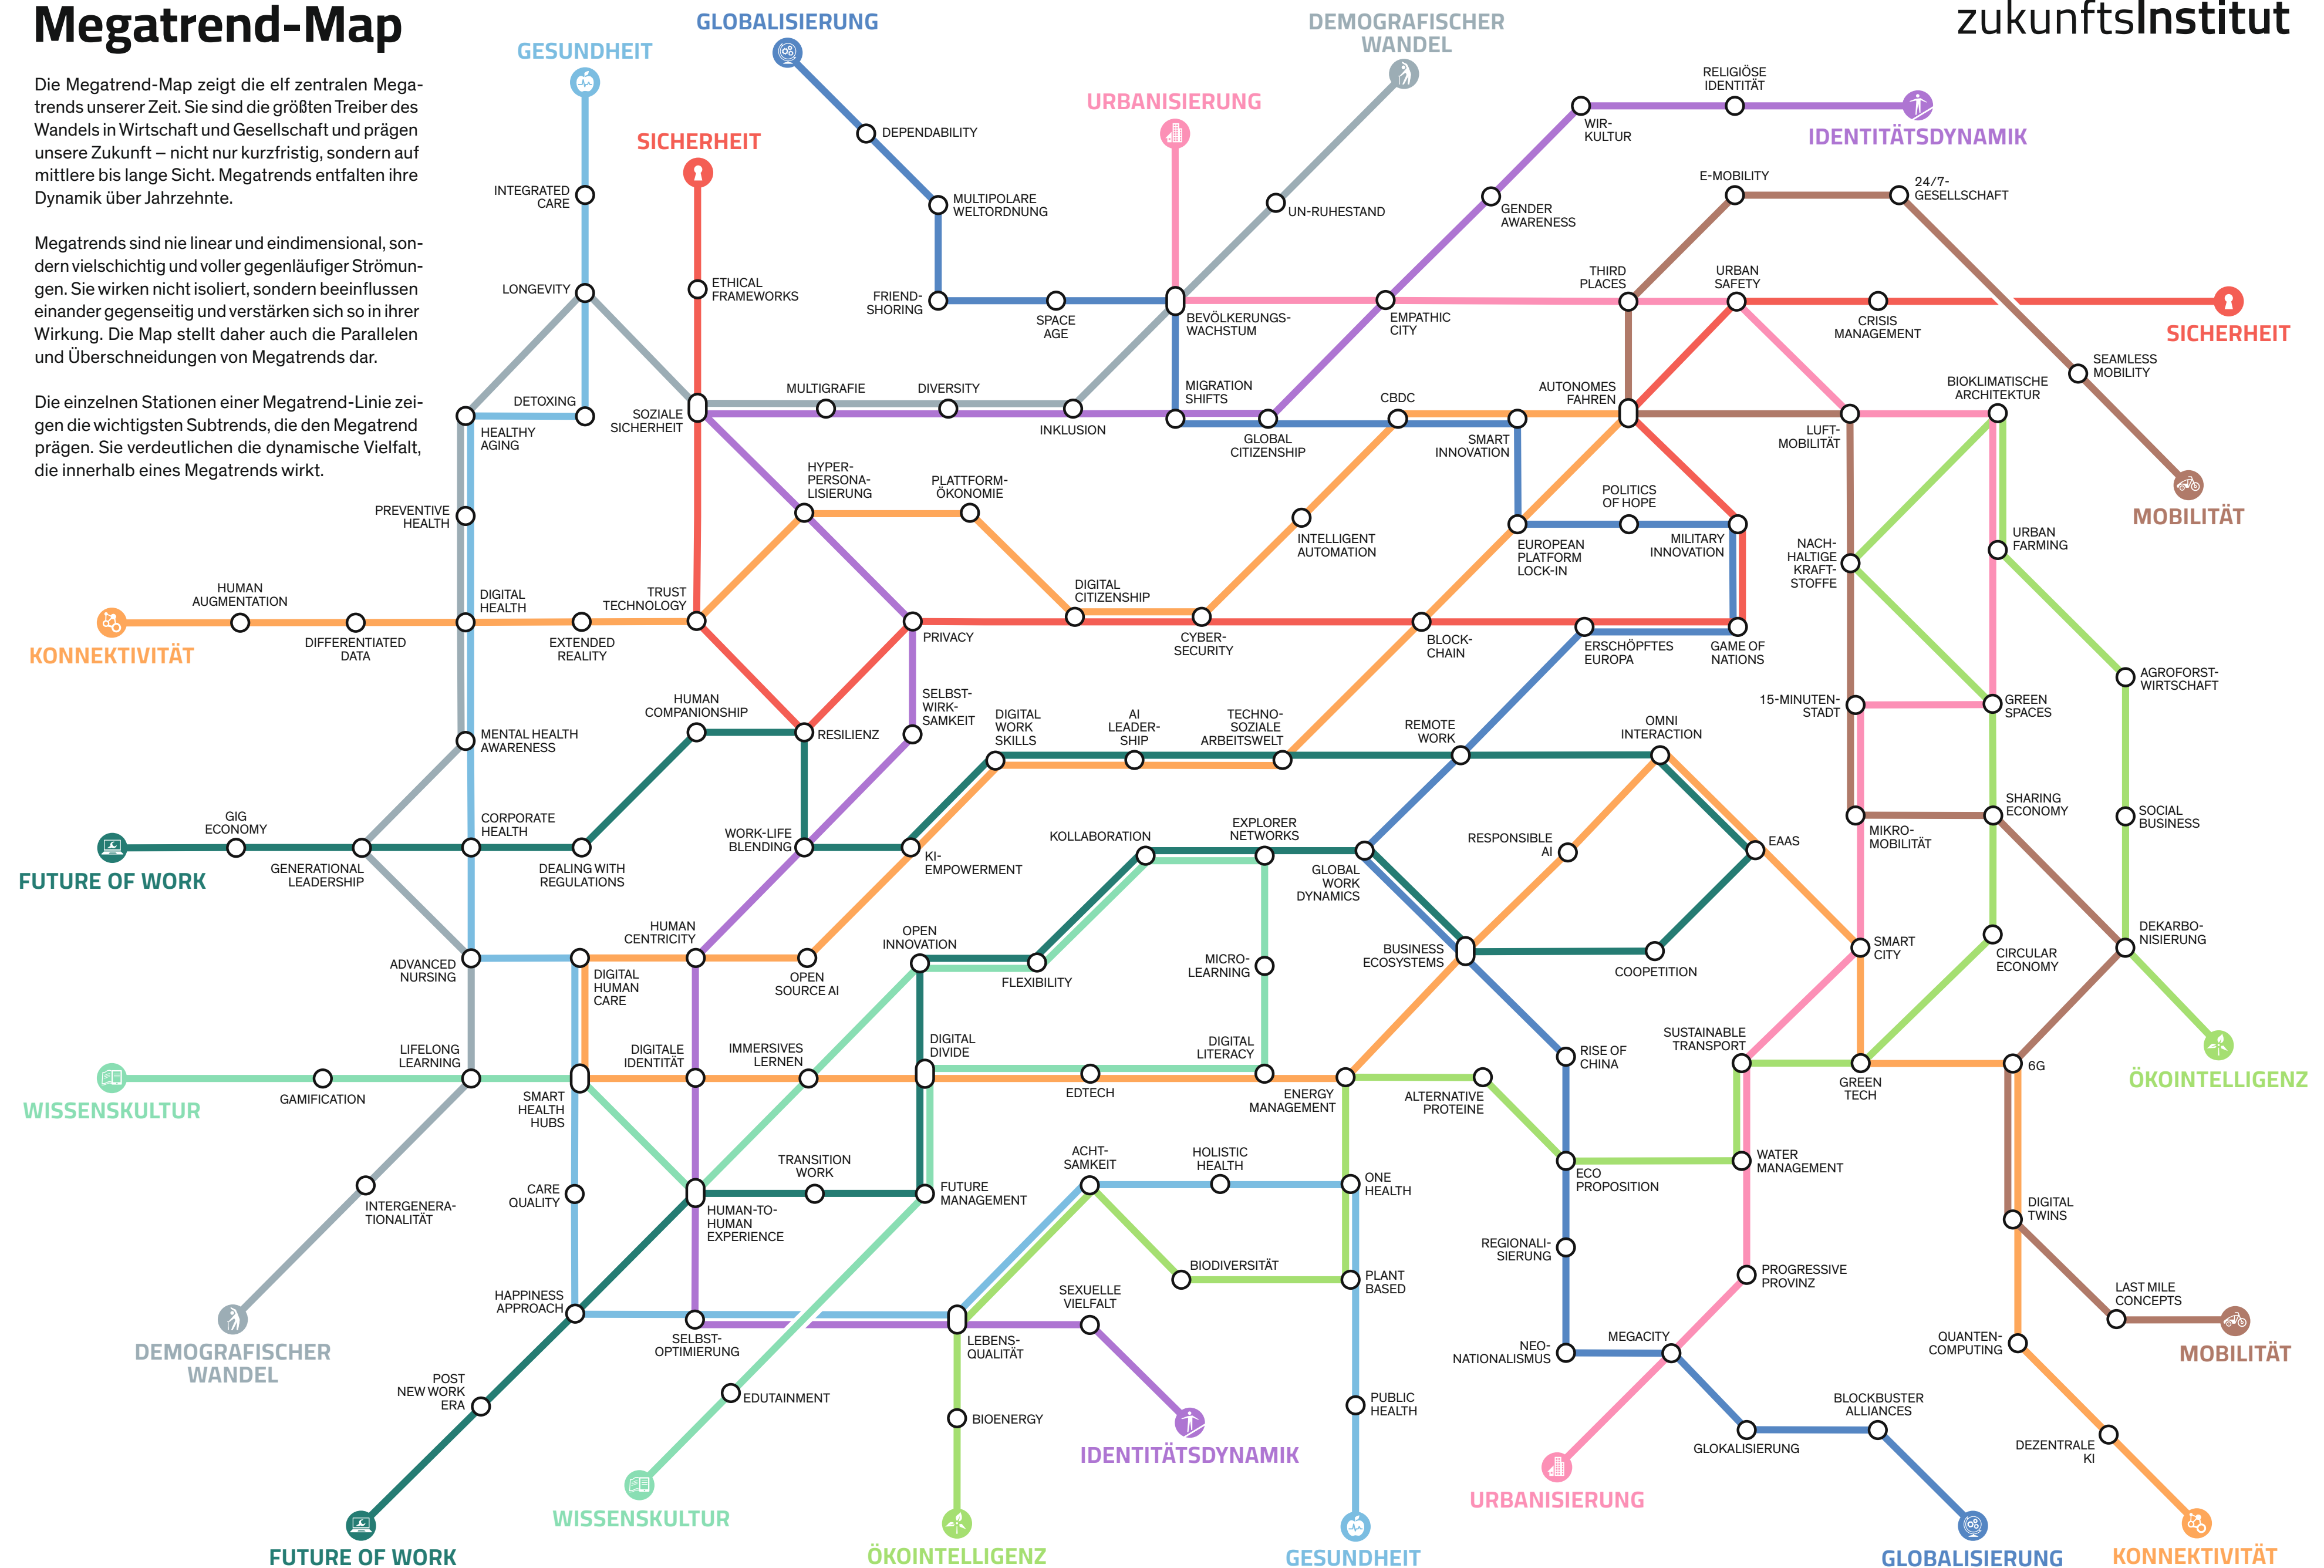 Megatrend-Map
zukunftsInstitut
Die Megatrend-Map zeigt die elf zentralen Mega-
trends unserer Zeit. Sie sind die größten Treiber des
Wandels in Wirtschaft und Gesellschaft und prägen
unsere Zukunft – nicht nur kurzfristig, sondern auf
mittlere bis lange Sicht. Megatrends entfalten ihre
Dynamik über Jahrzehnte.
Megatrends sind nie linear und eindimensional, son-
dern vielschichtig und voller gegenläufiger Strömun-
gen. Sie wirken nicht isoliert, sondern beeinflussen
einander gegenseitig und verstärken sich so in ihrer
Wirkung. Die Map stellt daher auch die Parallelen
und Überschneidungen von Megatrends dar.
Die einzelnen Stationen einer Megatrend-Linie zei-
gen die wichtigsten Subtrends, die den Megatrend
prägen. Sie verdeutlichen die dynamische Vielfalt,
die innerhalb eines Megatrends wirkt.
GESUNDHEIT
GLOBALISIERUNG
DEMOGRAFISCHER
WANDEL
URBANISIERUNG
SICHERHEIT
RELIGIÖSE
IDENTITÄT
WIR-
KULTUR
IDENTITÄTSDYNAMIK
DEPENDABILITY
INTEGRATED
CARE
MULTIPOLARE
WELTORDNUNG
UN-RUHESTAND
GENDER
AWARENESS
E-MOBILITY
24/7-
GESELLSCHAFT
LONGEVITY
ETHICAL
FRAMEWORKS
FRIEND-
SHORING
SPACE
AGE
BEVÖLKERUNGS-
WACHSTUM
EMPATHIC
CITY
THIRD
PLACES
URBAN
SAFETY
CRISIS
MANAGEMENT
SICHERHEIT
SEAMLESS
MOBILITY
DETOXING
HEALTHY
AGING
SOZIALE
SICHERHEIT
MULTIGRAFIE
DIVERSITY
INKLUSION
MIGRATION
SHIFTS
GLOBAL
CITIZENSHIP
CBDC
SMART
INNOVATION
AUTONOMES
FAHREN
LUFT-
MOBILITÄT
BIOKLIMATISCHE
ARCHITEKTUR
MOBILITÄT
PREVENTIVE
HEALTH
HYPER-
PERSONA-
LISIERUNG
PLATTFORM-
ÖKONOMIE
INTELLIGENT
AUTOMATION
EUROPEAN
PLATFORM
LOCK-IN
POLITICS
OF HOPE
MILITARY
INNOVATION
NACH-
HALTIGE
KRAFT-
STOFFE
URBAN
FARMING
KONNEKTIVITÄT
HUMAN
AUGMENTATION
DIFFERENTIATED
DATA
DIGITAL
HEALTH
EXTENDED
REALITY
TRUST
TECHNOLOGY
PRIVACY
DIGITAL
CITIZENSHIP
CYBER-
SECURITY
BLOCK-
CHAIN
ERSCHÖPFTES
EUROPA
GAME OF
NATIONS
AGROFORST-
WIRTSCHAFT
MENTAL HEALTH
AWARENESS
HUMAN
COMPANIONSHIP
RESILIENZ
SELBST-
WIRK-
SAMKEIT
DIGITAL
WORK
SKILLS
AI
LEADER-
SHIP
TECHNO-
SOZIALE
ARBEITSWELT
REMOTE
WORK
OMNI
INTERACTION
15-MINUTEN-
STADT
GREEN
SPACES
FUTURE OF WORK
GIG
ECONOMY
GENERATIONAL
LEADERSHIP
CORPORATE
HEALTH
DEALING WITH
REGULATIONS
WORK-LIFE
BLENDING
KI-
EMPOWERMENT
KOLLABORATION
EXPLORER
NETWORKS
GLOBAL
WORK
DYNAMICS
RESPONSIBLE
AI
EAAS
MIKRO-
MOBILITÄT
SHARING
ECONOMY
SOCIAL
BUSINESS
ADVANCED
NURSING
DIGITAL
HUMAN
CARE
HUMAN
CENTRICITY
OPEN
SOURCE AI
OPEN
INNOVATION
FLEXIBILITY
MICRO-
LEARNING
BUSINESS
ECOSYSTEMS
COOPETITION
SMART
CITY
CIRCULAR
ECONOMY
DEKARBO-
NISIERUNG
WISSENSKULTUR
GAMIFICATION
LIFELONG
LEARNING
SMART
HEALTH
HUBS
DIGITALE
IDENTITÄT
IMMERSIVES
LERNEN
DIGITAL
DIVIDE
EDTECH
DIGITAL
LITERACY
ENERGY
MANAGEMENT
ALTERNATIVE
PROTEINE
RISE OF
CHINA
SUSTAINABLE
TRANSPORT
GREEN
TECH
6G
ÖKOINTELLIGENZ
INTERGENERA-
TIONALITÄT
CARE
QUALITY
HUMAN-TO-
HUMAN
EXPERIENCE
TRANSITION
WORK
FUTURE
MANAGEMENT
ACHT-
SAMKEIT
HOLISTIC
HEALTH
ONE
HEALTH
ECO
PROPOSITION
WATER
MANAGEMENT
DIGITAL
TWINS
DEMOGRAFISCHER
WANDEL
HAPPINESS
APPROACH
SELBST-
OPTIMIERUNG
LEBENS-
QUALITÄT
SEXUELLE
VIELFALT
BIODIVERSITÄT
PLANT
BASED
REGIONALI-
SIERUNG
PROGRESSIVE
PROVINZ
LAST MILE
CONCEPTS
MOBILITÄT
POST
NEW WORK
ERA
EDUTAINMENT
BIOENERGY
IDENTITÄTSDYNAMIK
PUBLIC
HEALTH
NEO-
NATIONALISMUS
MEGACITY
QUANTEN-
COMPUTING
GLOKALISIERUNG
BLOCKBUSTER
ALLIANCES
DEZENTRALE
KI
FUTURE OF WORK
WISSENSKULTUR
ÖKOINTELLIGENZ
GESUNDHEIT
URBANISIERUNG
GLOBALISIERUNG
KONNEKTIVITÄT